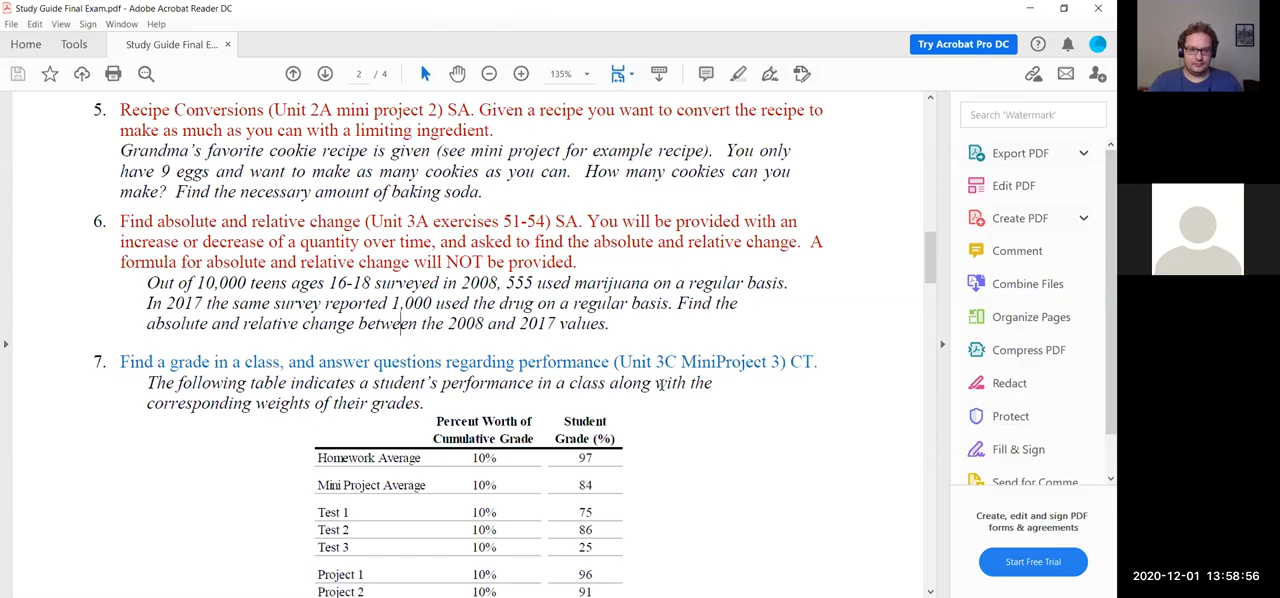 Study Guide Final Exam.pdf - Adobe Acrobat Reader DC
File Edit View Sign Window Help
Home Tools Study Guide Final E... × Try Acrobat Pro DC
2 / 4 135%
5. Recipe Conversions (Unit 2A mini project 2) SA. Given a recipe you want to convert the recipe to
make as much as you can with a limiting ingredient.
Grandma's favorite cookie recipe is given (see mini project for example recipe). You only
have 9 eggs and want to make as many cookies as you can. How many cookies can you
make? Find the necessary amount of baking soda.
6. Find absolute and relative change (Unit 3A exercises 51-54) SA. You will be provided with an
increase or decrease of a quantity over time, and asked to find the absolute and relative change. A
formula for absolute and relative change will NOT be provided.
Out of 10,000 teens ages 16-18 surveyed in 2008, 555 used marijuana on a regular basis.
In 2017 the same survey reported 1,000 used the drug on a regular basis. Find the
absolute and relative change between the 2008 and 2017 values.
7. Find a grade in a class, and answer questions regarding performance (Unit 3C MiniProject 3) CT.
The following table indicates a student's performance in a class along with the
corresponding weights of their grades.
Percent Worth of Student
Cumulative Grade Grade (%)
Homework Average 10% 97
Mini Project Average 10% 84
Test 1 10% 75
Test 2 10% 86
Test 3 10% 25
Project 1 10% 96
Project 2 10% 91
Search 'Watermark'
Export PDF
Edit PDF
Create PDF
Comment
Combine Files
Organize Pages
Compress PDF
Redact
Protect
Fill & Sign
Send for Comme
Create, edit and sign PDF
forms & agreements
Start Free Trial
2020-12-01 13:58:56